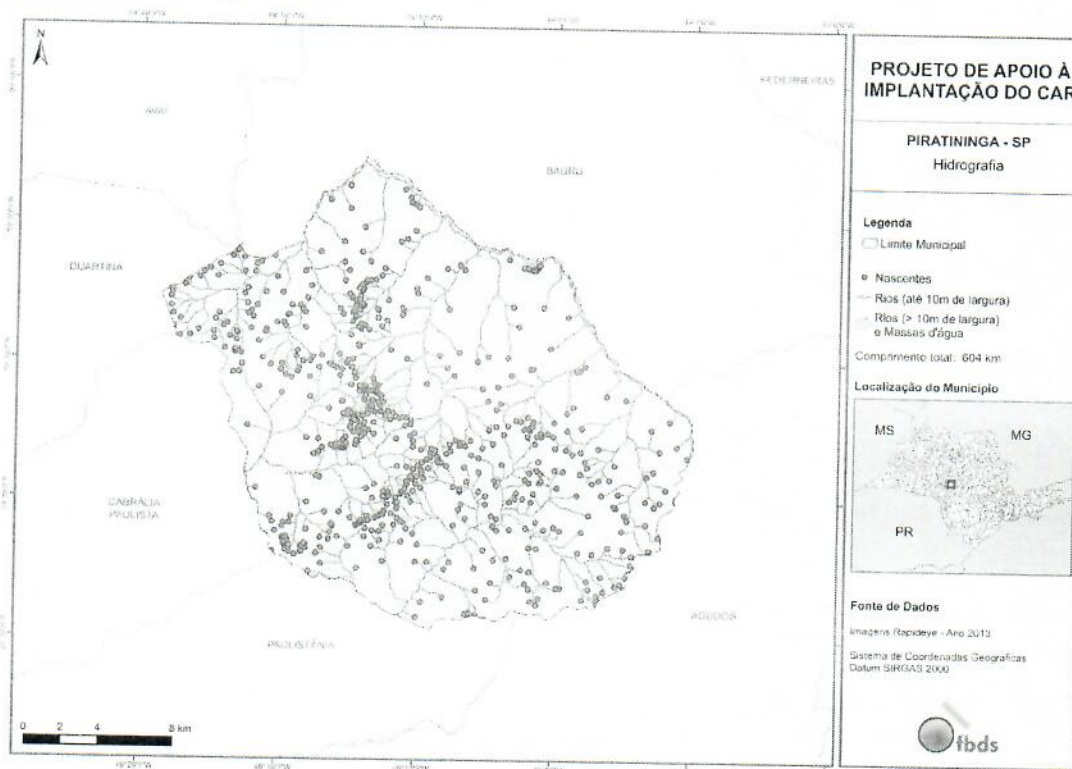 N
AVAÍ
PEDERNEIRAS
BAURU
DUARTINA
CABRÁLIA
PAULISTA
PAULISTÂNIA
AGUDOS
0 2 4 8 km
PROJETO DE APOIO À
IMPLANTAÇÃO DO CAR
PIRATININGA - SP
Hidrografia
Legenda
Limite Municipal
Nascentes
Rios (até 10m de largura)
Rios (> 10m de largura)
e Massas d'água
Comprimento total: 604 km
Localização do Município
MS
MG
PR
Fonte de Dados
Imagens Rapideye - Ano 2013
Sistema de Coordenadas Geográficas
Datum SIRGAS 2000
fbds